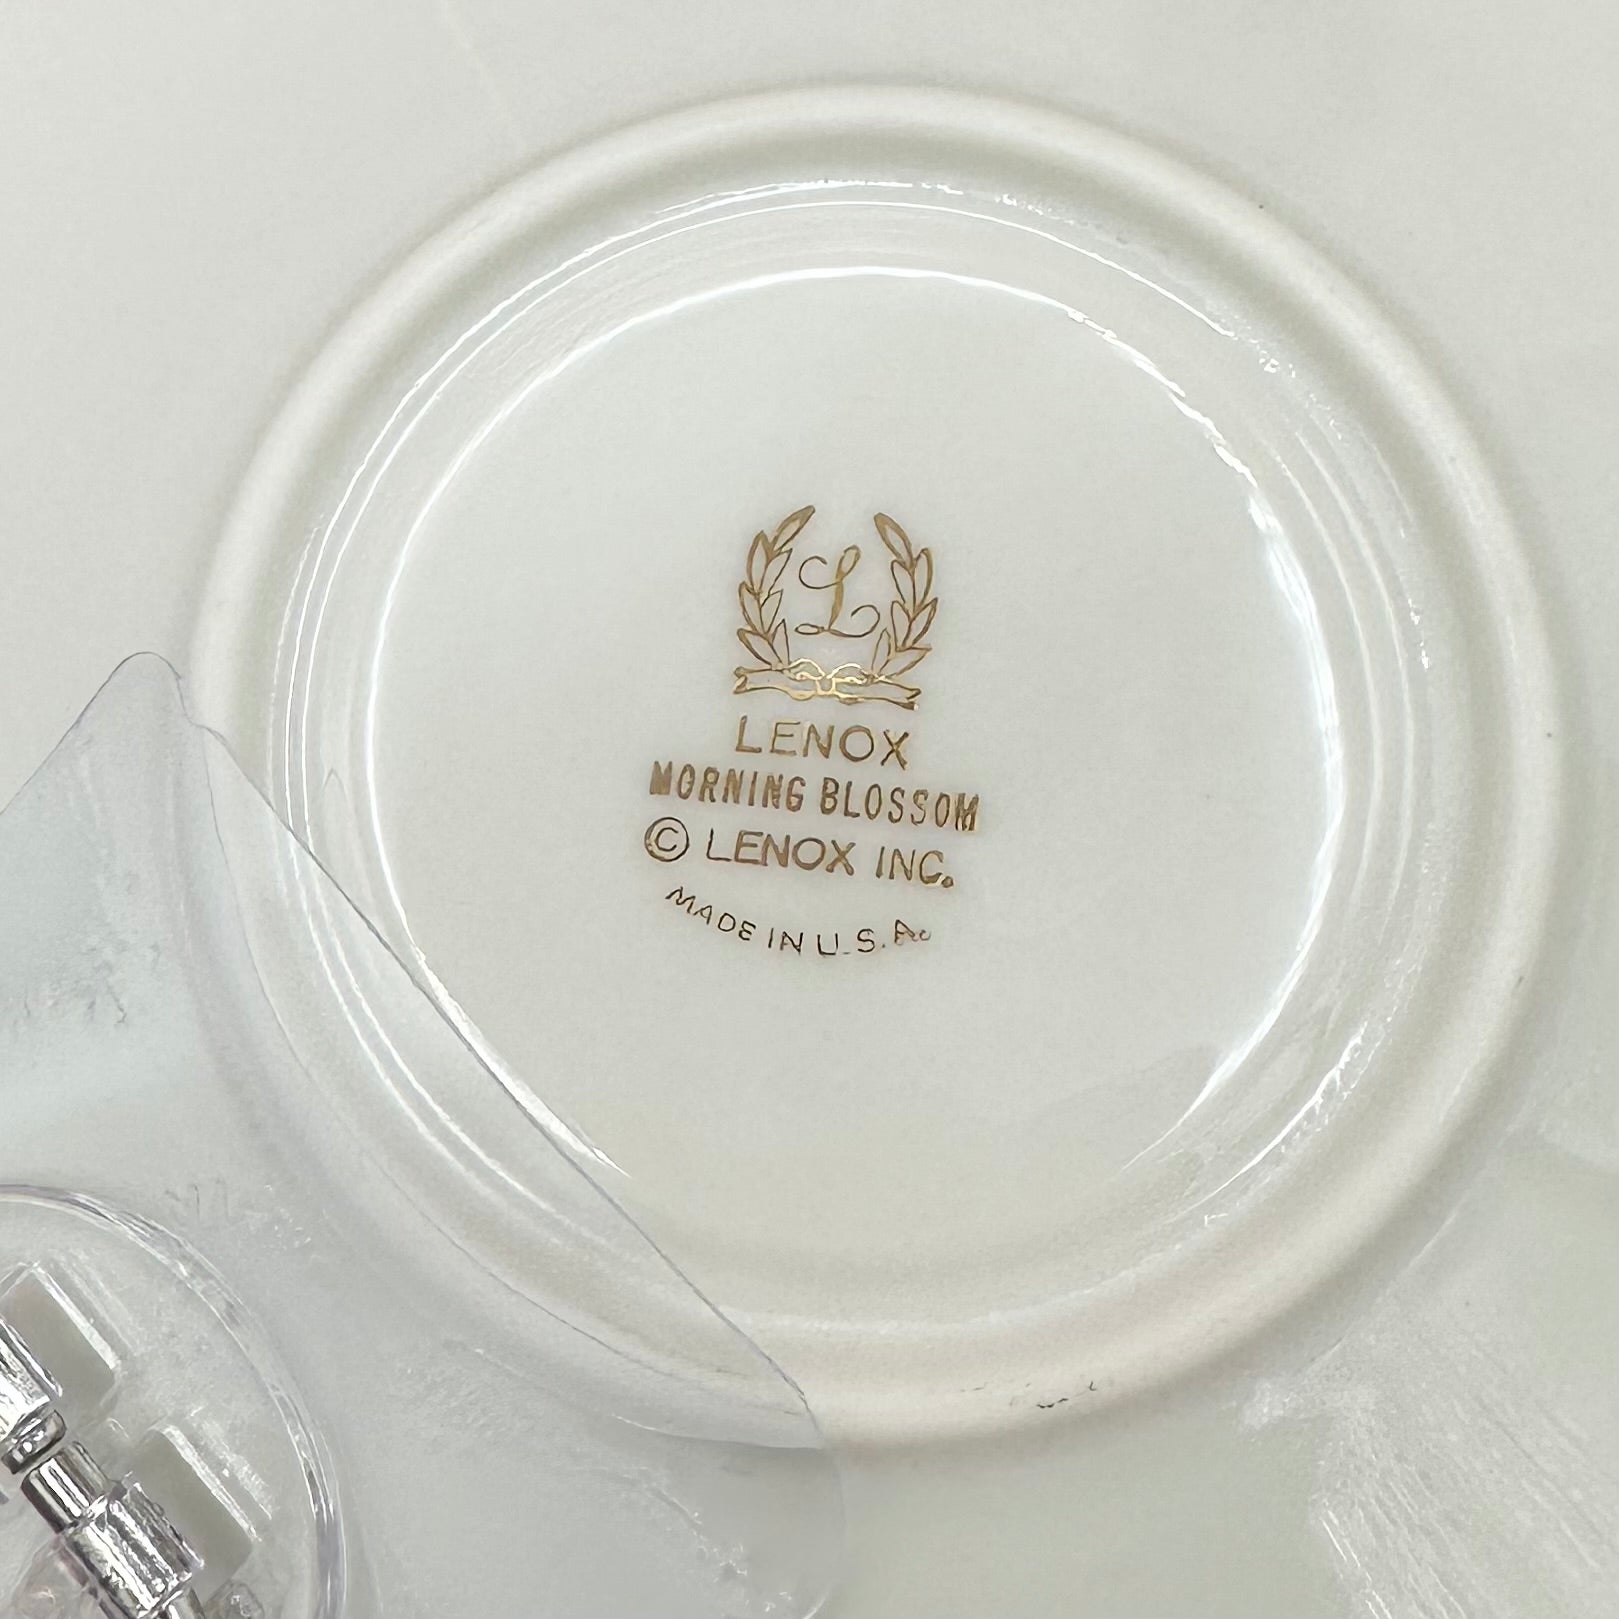 L
LENOX
MORNING BLOSSOM
© LENOX INC.
MADE IN U.S.A.